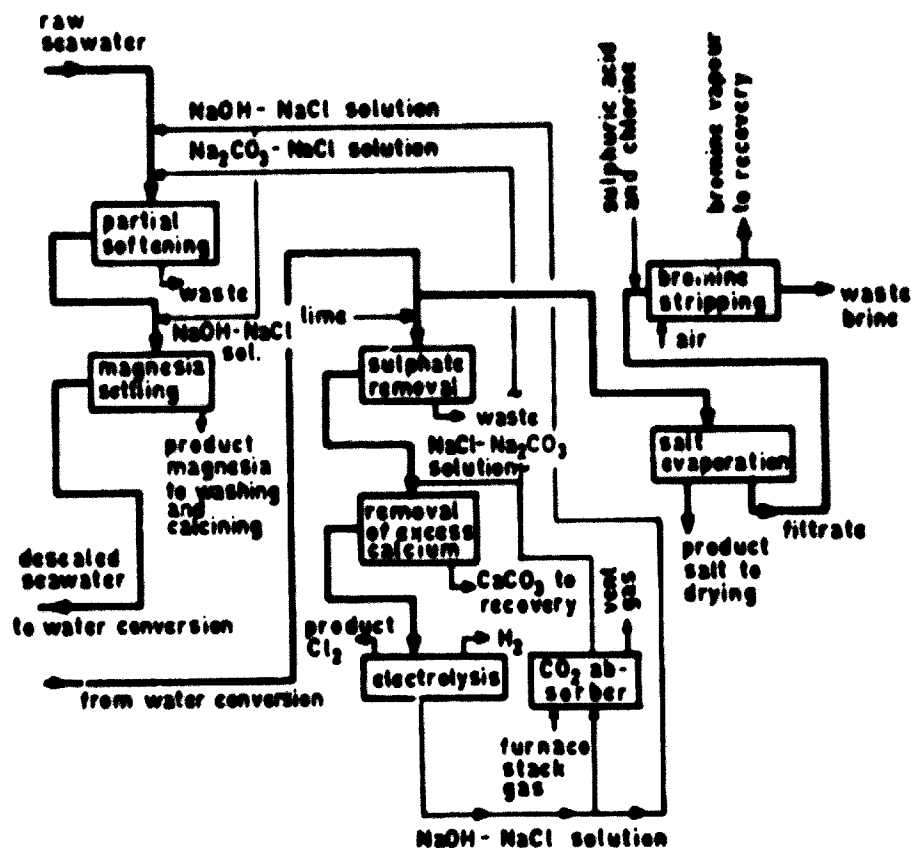 raw
seawater
NaOH - NaCl solution
Na₂CO₃ - NaCl solution
sulphuric acid
and chlorine
bromine vapour
to recovery
partial
softening
waste
NaOH-NaCl
sol.
lime
bromine
stripping
waste
brine
air
magnesia
settling
sulphate
removal
waste
product
magnesia
to washing
and
calcining
NaCl-Na₂CO₃
solution
salt
evaporation
removal
of excess
calcium
filtrate
product
salt to
drying
descaled
seawater
CaCO₃ to
recovery
vent
gas
to water conversion
product
Cl₂
H₂
electrolysis
CO₂ ab-
sorber
from water conversion
furnace
stack
gas
NaOH - NaCl solution